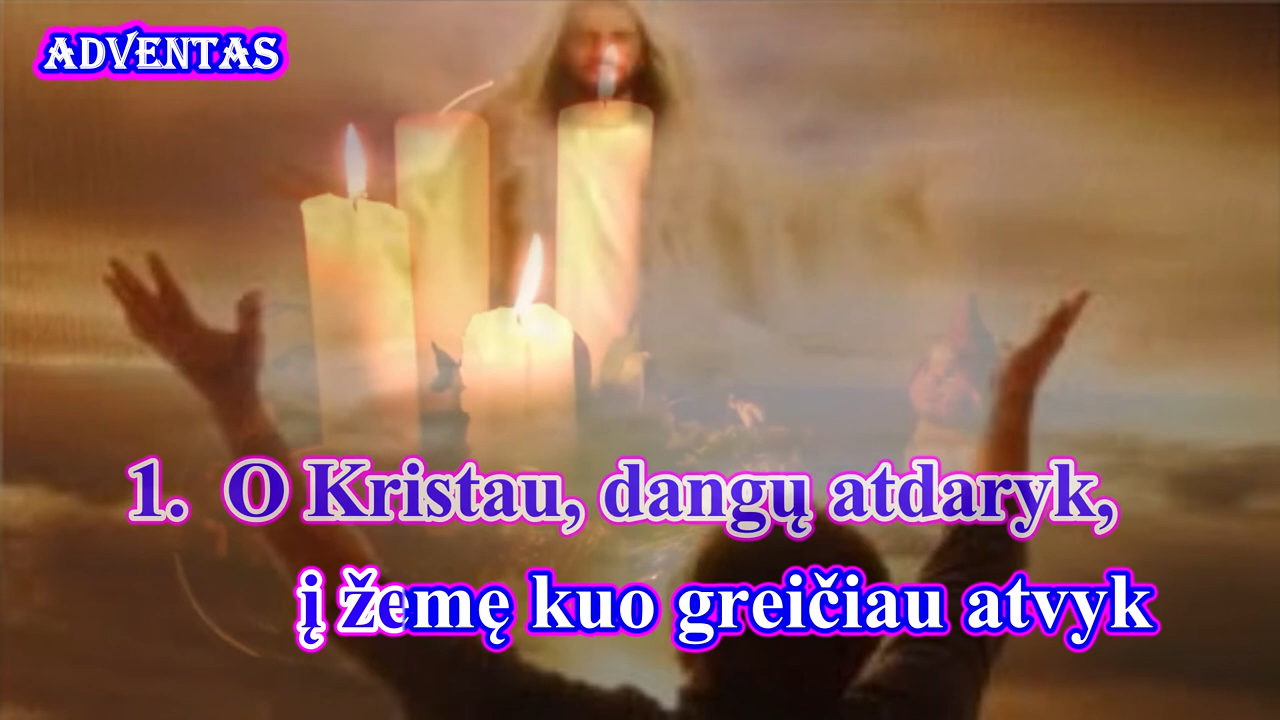 ADVENTAS
1. O Kristau, dangų atdaryk,
į žemę kuo greičiau atvyk